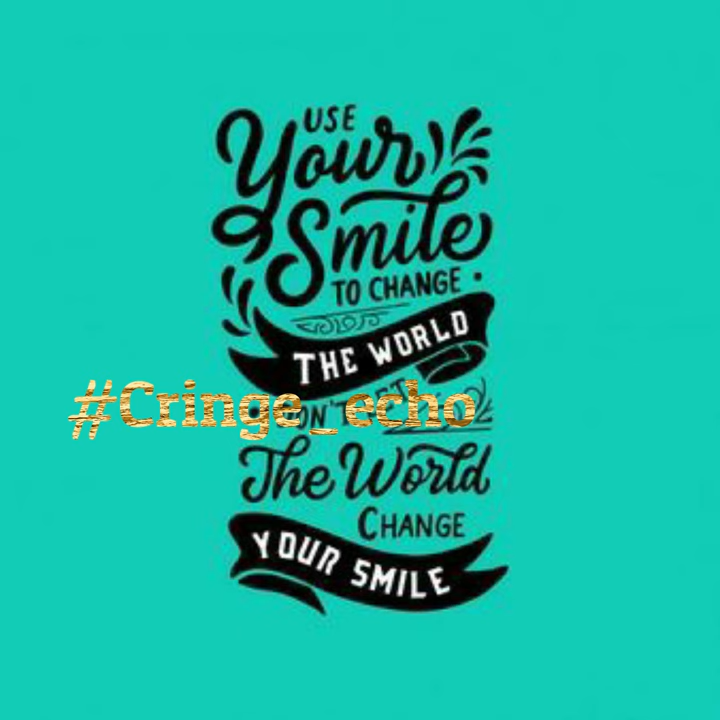 USE
Your
Smile
TO CHANGE
THE WORLD
#Cringe_echo
The World
CHANGE
YOUR SMILE